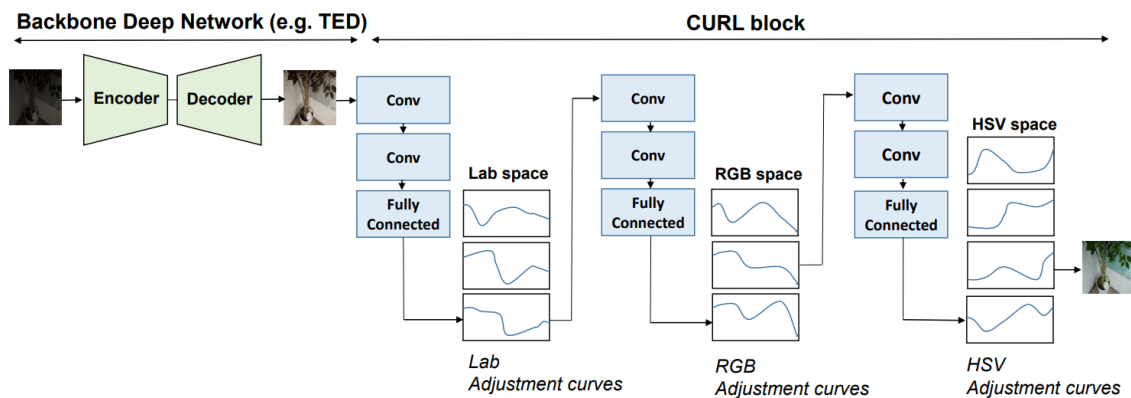 Backbone Deep Network (e.g. TED)
CURL block
Encoder
Decoder
Conv
Conv
Fully
Connected
Lab space
Lab
Adjustment curves
Conv
Conv
Fully
Connected
RGB space
RGB
Adjustment curves
Conv
Conv
Fully
Connected
HSV space
HSV
Adjustment curves